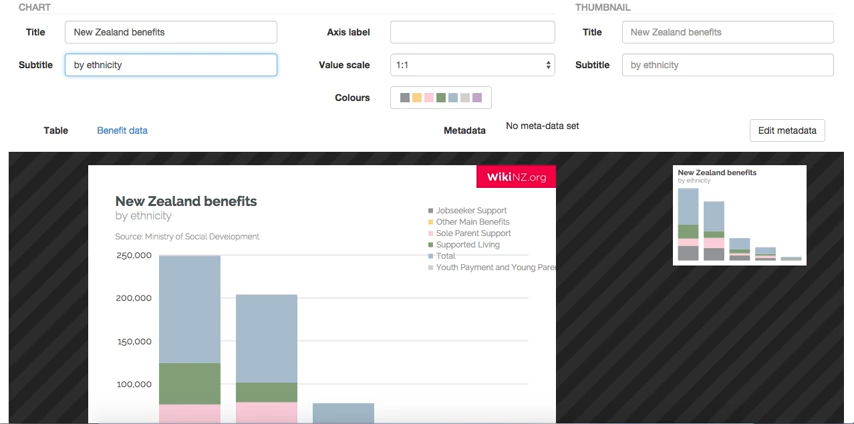 CHART
THUMBNAIL
Title New Zealand benefits Axis label Title New Zealand benefits
Subtitle by ethnicity Value scale 1:1 Subtitle by ethnicity
Colours
Table Benefit data Metadata No meta-data set Edit metadata
WikiNZ.org
New Zealand benefits
by ethnicity
Source: Ministry of Social Development
Jobseeker Support
Other Main Benefits
Sole Parent Support
Supported Living
Total
Youth Payment and Young Pare
250,000
200,000
150,000
100,000
New Zealand benefits
by ethnicity